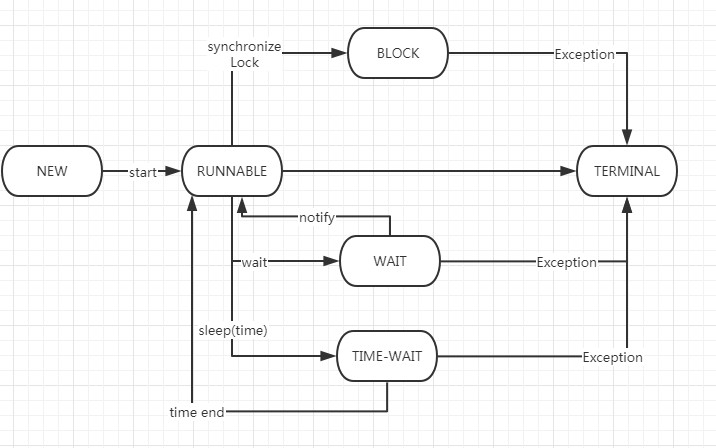 synchronize
Lock
BLOCK
Exception
NEW
start
RUNNABLE
TERMINAL
notify
wait
WAIT
Exception
sleep(time)
TIME-WAIT
Exception
time end